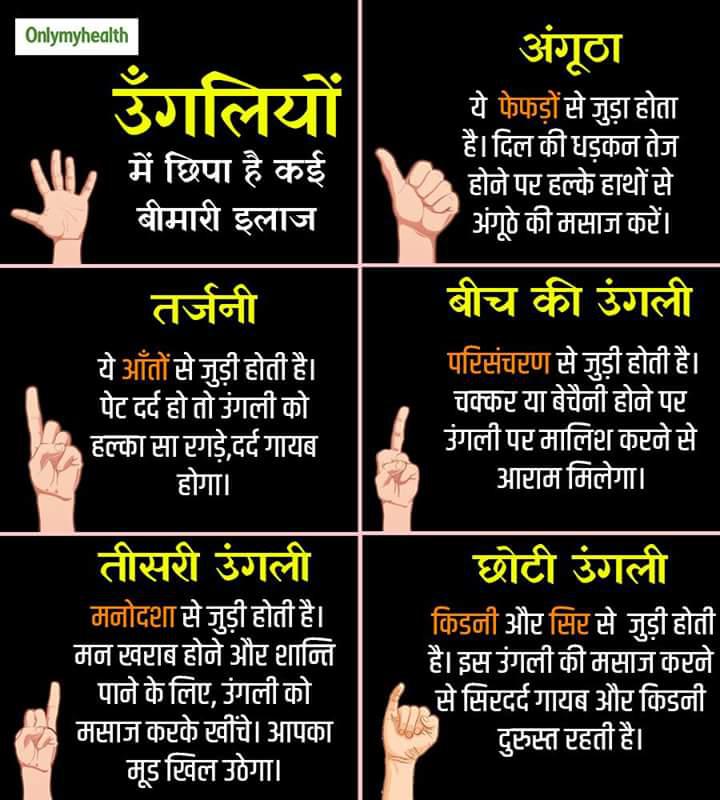 Onlymyhealth
उँगलियों
में छिपा है कई
बीमारी इलाज
अंगूठा
ये फेफड़ों से जुड़ा होता
है। दिल की धड़कन तेज
होने पर हल्के हाथों से
अंगूठे की मसाज करें।
तर्जनी
ये आँतों से जुड़ी होती है।
पेट दर्द हो तो उंगली को
हल्का सा रगड़े,दर्द गायब
होगा।
बीच की उंगली
परिसंचरण से जुड़ी होती है।
चक्कर या बेचैनी होने पर
उंगली पर मालिश करने से
आराम मिलेगा।
तीसरी उंगली
मनोदशा से जुड़ी होती है।
मन खराब होने और शान्ति
पाने के लिए, उंगली को
मसाज करके खींचे। आपका
मूड खिल उठेगा।
छोटी उंगली
किडनी और सिर से जुड़ी होती
है। इस उंगली की मसाज करने
से सिरदर्द गायब और किडनी
दुरुस्त रहती है।